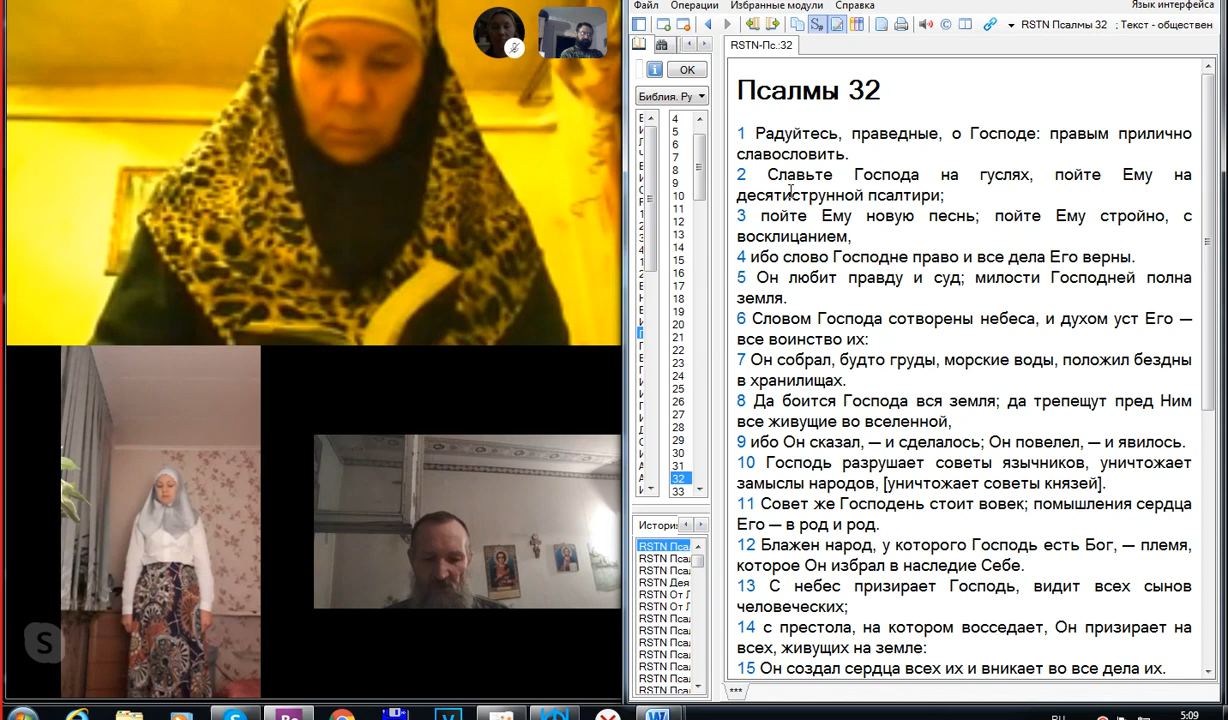 Файл Операции Избранные модули Справка
Язык интерфейса
RSTN Псалмы 32 ; Текст - обществен
RSTN-Пс.:32
OK
Библия. Ру
4
5
6
7
8
9
10
11
12
13
14
15
16
17
18
19
20
21
22
23
24
25
26
27
28
29
30
31
32
33
История
RSTN Пса
RSTN Пса
RSTN Пса
RSTN Дея
RSTN От Л
RSTN От Л
RSTN Пса
RSTN Пса
RSTN Пса
RSTN Пса
RSTN Пса
RSTN Пса
RSTN Пса
Псалмы 32
1 Радуйтесь, праведные, о Господе: правым прилично
славословить.
2 Славьте Господа на гуслях, пойте Ему на
десятиструнной псалтири;
3 пойте Ему новую песнь; пойте Ему стройно, с
восклицанием,
4 ибо слово Господне право и все дела Его верны.
5 Он любит правду и суд; милости Господней полна
земля.
6 Словом Господа сотворены небеса, и духом уст Его —
все воинство их:
7 Он собрал, будто груды, морские воды, положил бездны
в хранилищах.
8 Да боится Господа вся земля; да трепещут пред Ним
все живущие во вселенной,
9 ибо Он сказал, — и сделалось; Он повелел, — и явилось.
10 Господь разрушает советы язычников, уничтожает
замыслы народов, [уничтожает советы князей].
11 Совет же Господень стоит вовек; помышления сердца
Его — в род и род.
12 Блажен народ, у которого Господь есть Бог, — племя,
которое Он избрал в наследие Себе.
13 С небес призирает Господь, видит всех сынов
человеческих;
14 с престола, на котором восседает, Он призирает на
всех, живущих на земле:
15 Он создал сердца всех их и вникает во все дела их.
***
RU
5:09